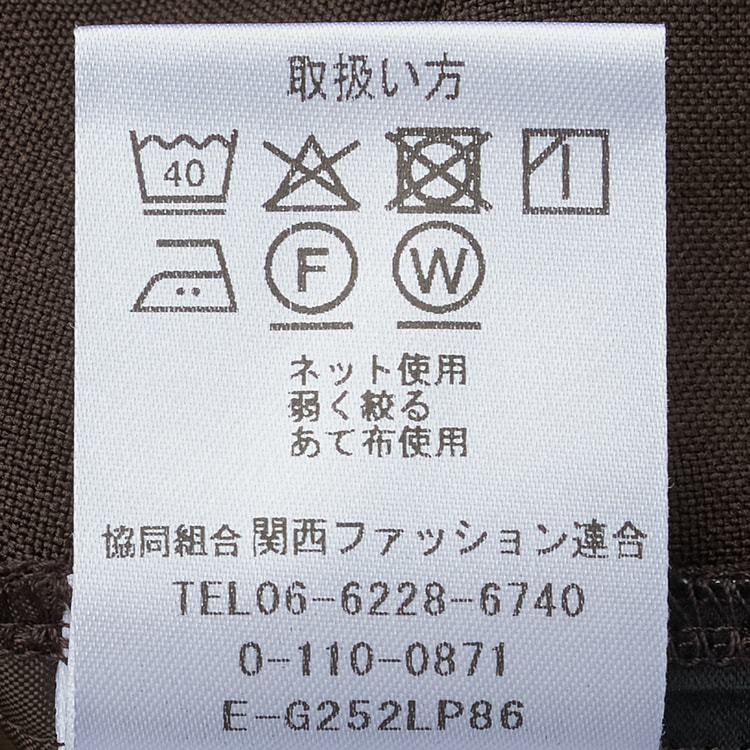 取扱い方
40
F W
ネット使用
弱く絞る
あて布使用
協同組合 関西ファッション連合
TEL06-6228-6740
0-110-0871
E-G252LP86